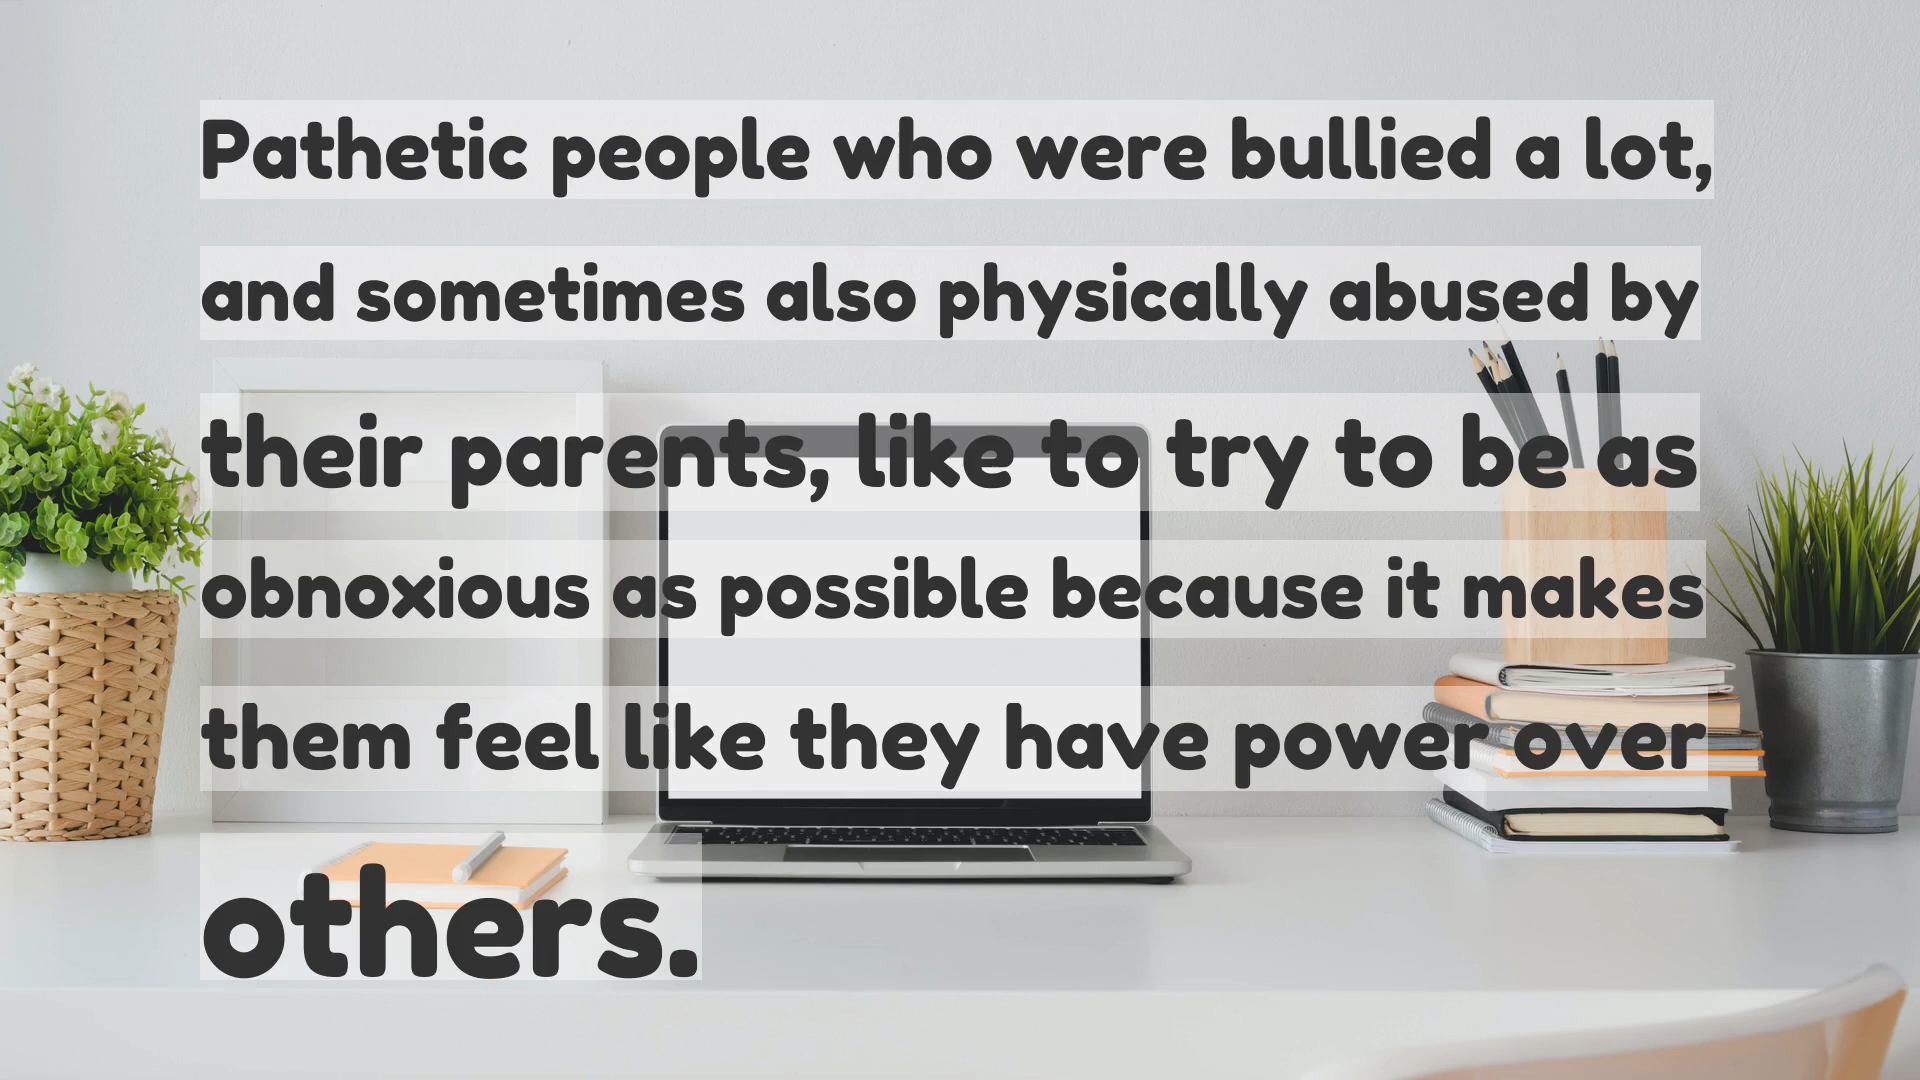 Pathetic people who were bullied a lot,
and sometimes also physically abused by
their parents, like to try to be as
obnoxious as possible because it makes
them feel like they have power over
others.